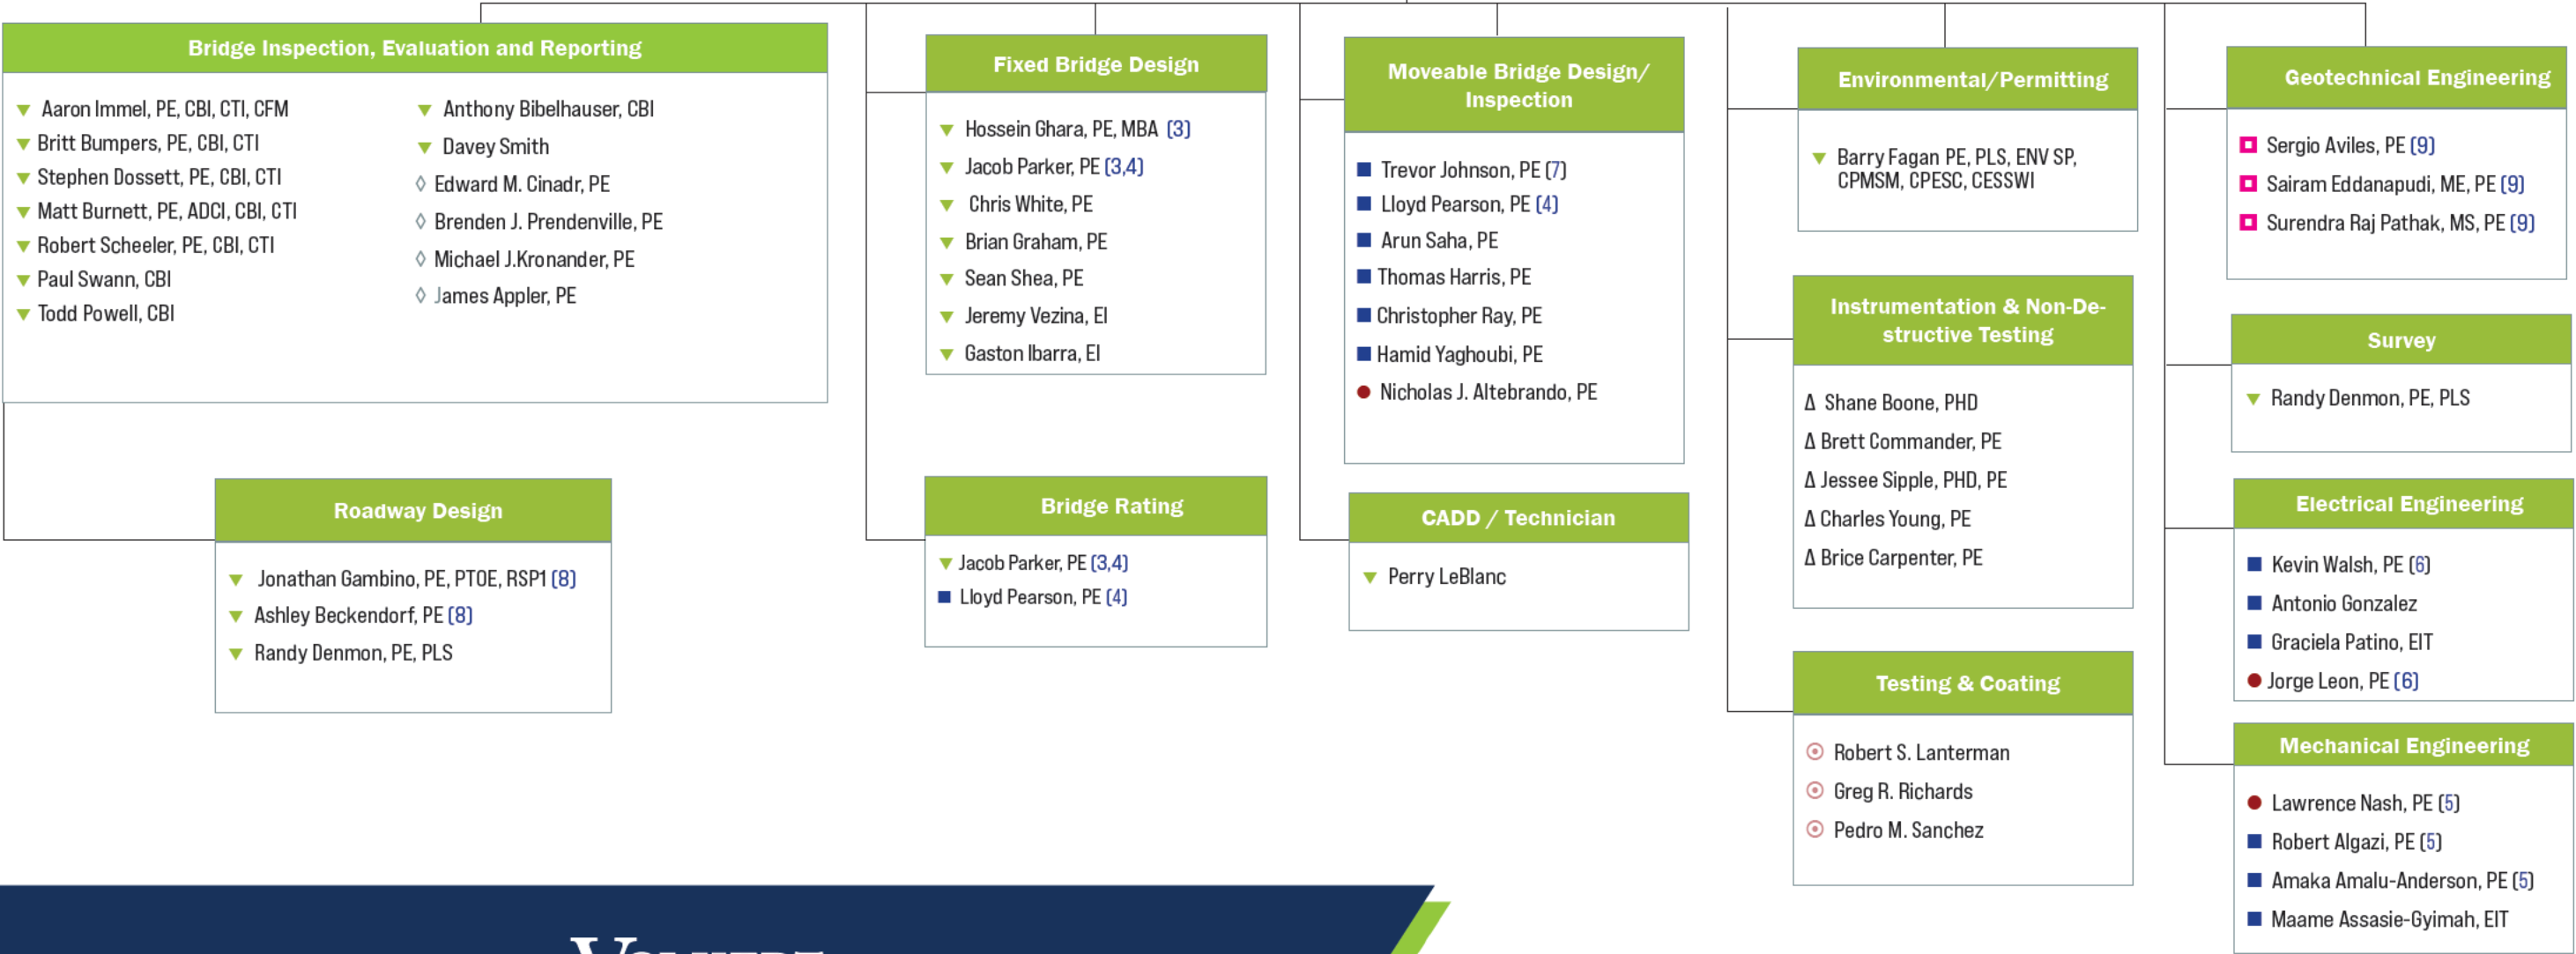 Bridge Inspection, Evaluation and Reporting
Aaron Immel, PE, CBI, CTI, CFM
Britt Bumpers, PE, CBI, CTI
Stephen Dossett, PE, CBI, CTI
Matt Burnett, PE, ADCI, CBI, CTI
Robert Scheeler, PE, CBI, CTI
Paul Swann, CBI
Todd Powell, CBI
Anthony Bibelhauser, CBI
Davey Smith
Edward M. Cinadr, PE
Brenden J. Prendenville, PE
Michael J.Kronander, PE
James Appler, PE
Roadway Design
Jonathan Gambino, PE, PTOE, RSP1 (8)
Ashley Beckendorf, PE (8)
Randy Denmon, PE, PLS
Fixed Bridge Design
Hossein Ghara, PE, MBA (3)
Jacob Parker, PE (3,4)
Chris White, PE
Brian Graham, PE
Sean Shea, PE
Jeremy Vezina, EI
Gaston Ibarra, EI
Bridge Rating
Jacob Parker, PE (3,4)
Lloyd Pearson, PE (4)
Moveable Bridge Design/
Inspection
Trevor Johnson, PE (7)
Lloyd Pearson, PE (4)
Arun Saha, PE
Thomas Harris, PE
Christopher Ray, PE
Hamid Yaghoubi, PE
Nicholas J. Altebrando, PE
CADD / Technician
Perry LeBlanc
Environmental/Permitting
Barry Fagan PE, PLS, ENV SP,
CPMSM, CPESC, CESSWI
Instrumentation & Non-De-
structive Testing
Shane Boone, PHD
Brett Commander, PE
Jessee Sipple, PHD, PE
Charles Young, PE
Brice Carpenter, PE
Testing & Coating
Robert S. Lanterman
Greg R. Richards
Pedro M. Sanchez
Geotechnical Engineering
Sergio Aviles, PE (9)
Sairam Eddanapudi, ME, PE (9)
Surendra Raj Pathak, MS, PE (9)
Survey
Randy Denmon, PE, PLS
Electrical Engineering
Kevin Walsh, PE (6)
Antonio Gonzalez
Graciela Patino, EIT
Jorge Leon, PE (6)
Mechanical Engineering
Lawrence Nash, PE (5)
Robert Algazi, PE (5)
Amaka Amalu-Anderson, PE (5)
Maame Assasie-Gyimah, EIT